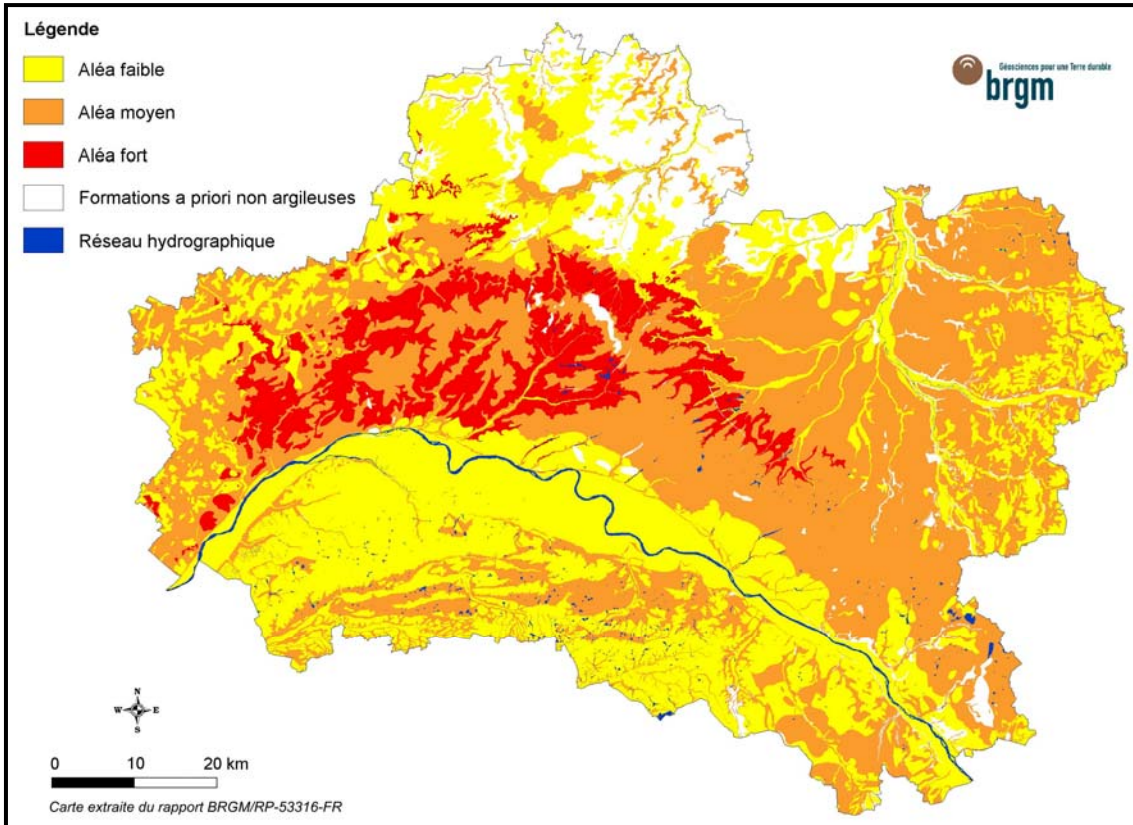 Légende
Aléa faible
Aléa moyen
Aléa fort
Formations a priori non argileuses
Réseau hydrographique
Géosciences pour une Terre durable
brgm
N
W E
S
0 10 20 km
Carte extraite du rapport BRGM/RP-53316-FR